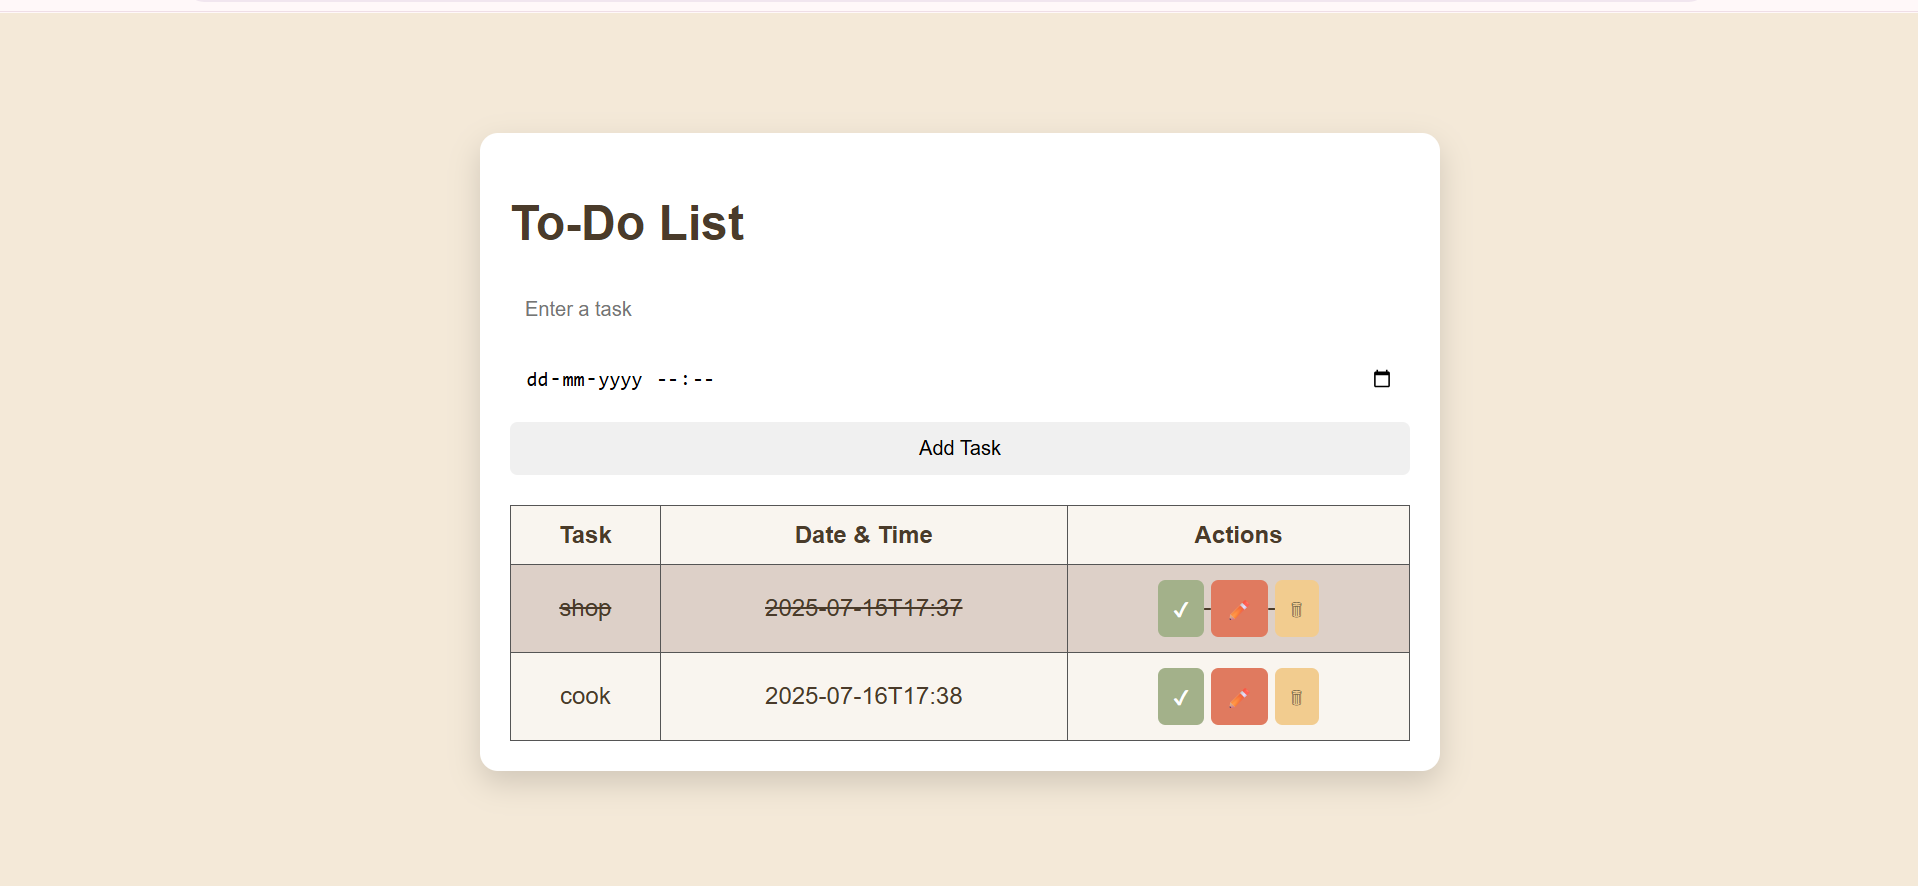 To-Do List
Enter a task
dd-mm-yyyy --:--
Add Task
Task Date & Time Actions
shop 2025-07-15T17:37
cook 2025-07-16T17:38